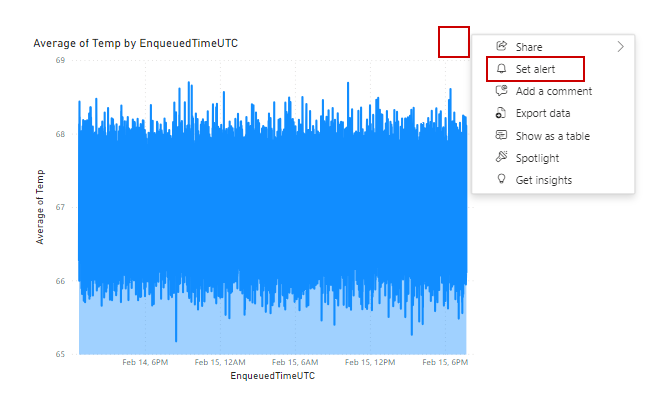 Average of Temp by EnqueuedTimeUTC
69
68
67
66
65
Average of Temp
Feb 14, 6PM
Feb 15, 12AM
Feb 15, 6AM
Feb 15, 12PM
Feb 15, 6PM
EnqueuedTimeUTC
Share
Set alert
Add a comment
Export data
Show as a table
Spotlight
Get insights